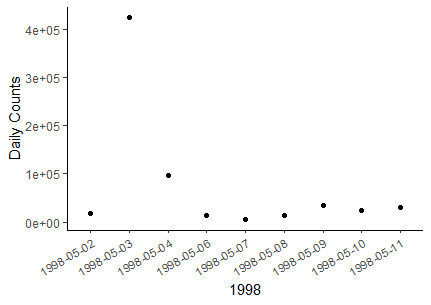 Daily Counts
4e+05
3e+05
2e+05
1e+05
0e+00
1998-05-02
1998-05-03
1998-05-04
1998-05-06
1998-05-07
1998-05-08
1998-05-09
1998-05-10
1998-05-11
1998